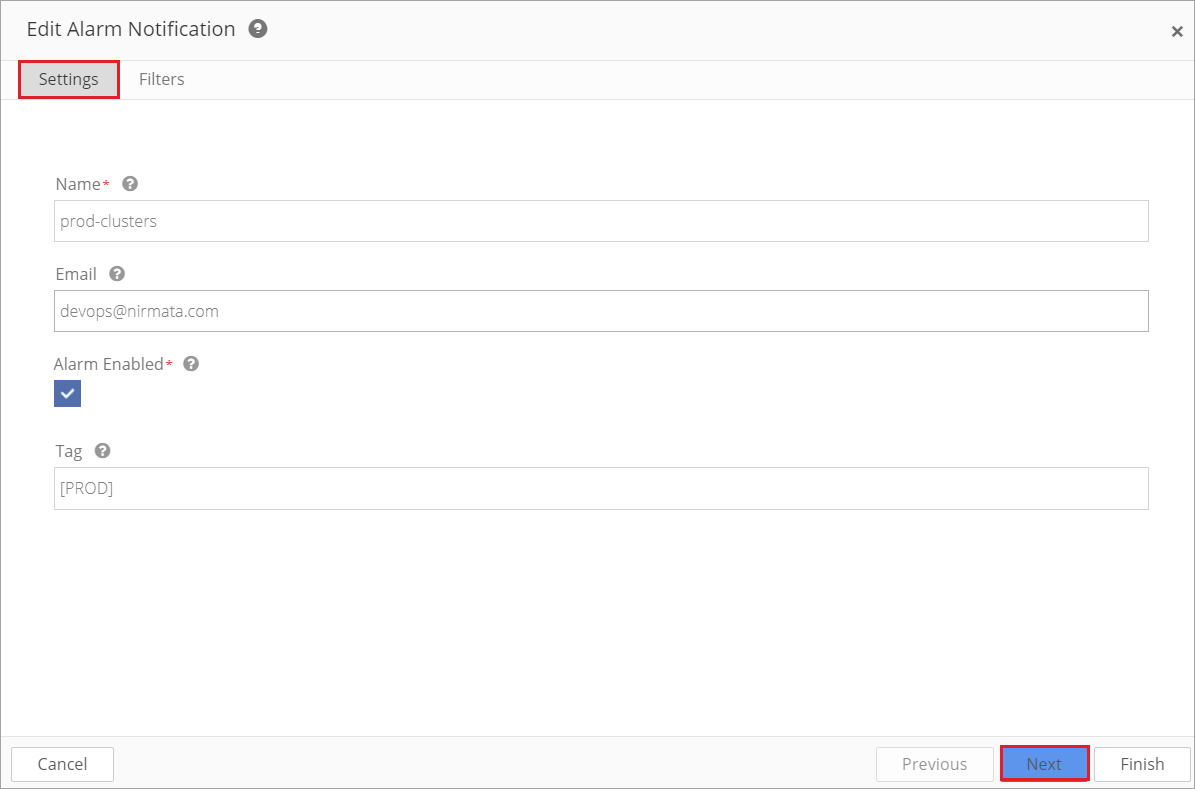 Edit Alarm Notification ?
×
Settings Filters
Name* ?
prod-clusters
Email ?
devops@nirmata.com
Alarm Enabled* ?
Tag ?
[PROD]
Cancel Previous Next Finish